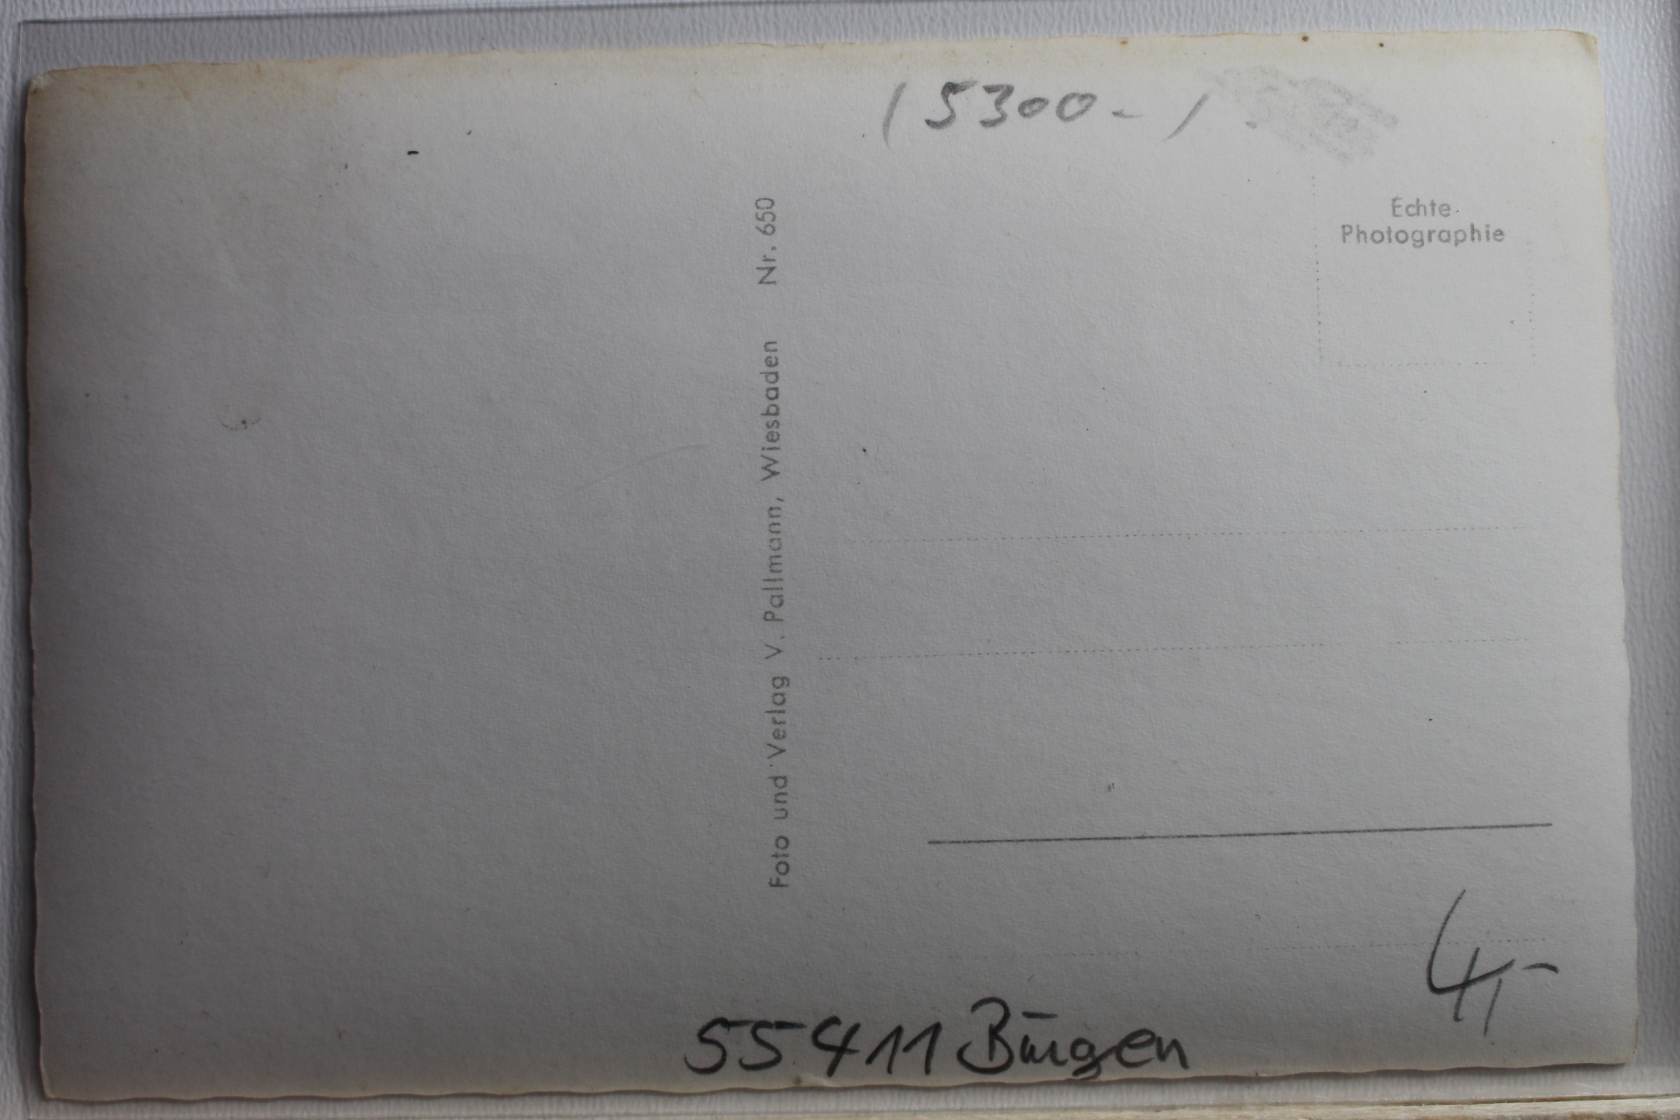 ( 5300 - )
Echte
Photographie
Foto und Verlag V. Pallmann, Wiesbaden Nr. 650
4,-
55411 Bingen